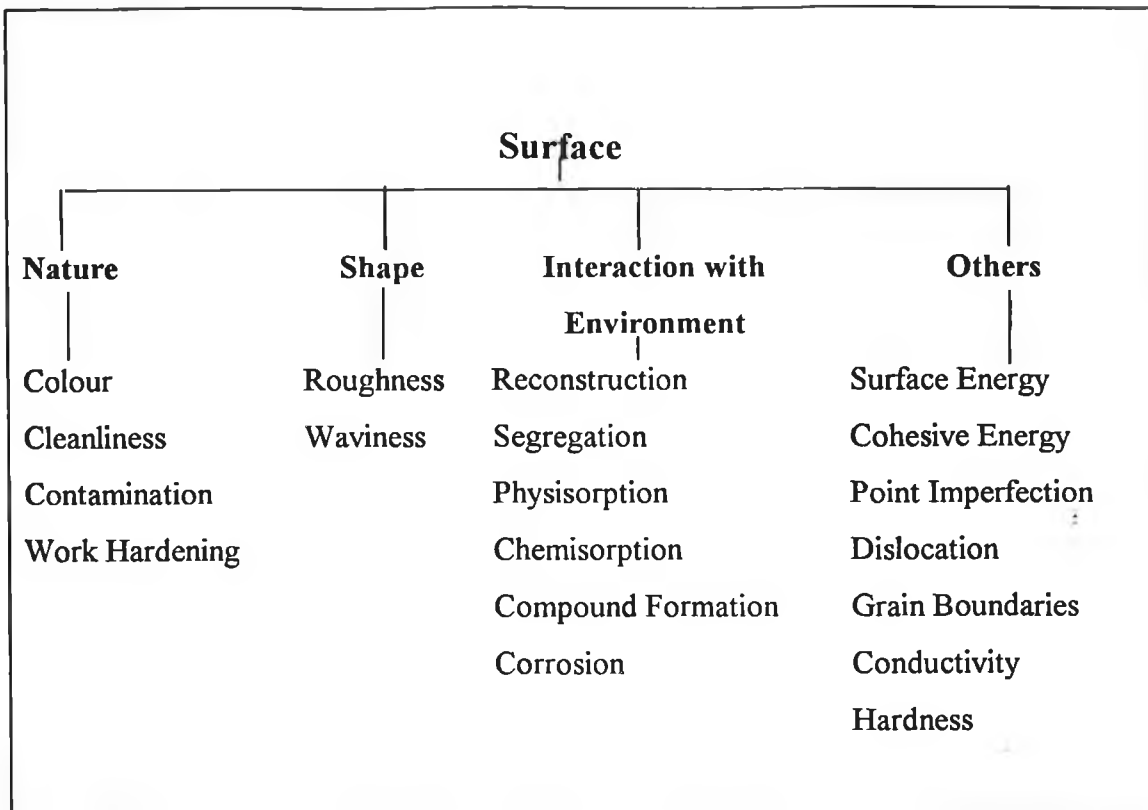 Surface
Nature
Shape
Interaction with
Environment
Others
Colour
Cleanliness
Contamination
Work Hardening
Roughness
Waviness
Reconstruction
Segregation
Physisorption
Chemisorption
Compound Formation
Corrosion
Surface Energy
Cohesive Energy
Point Imperfection
Dislocation
Grain Boundaries
Conductivity
Hardness